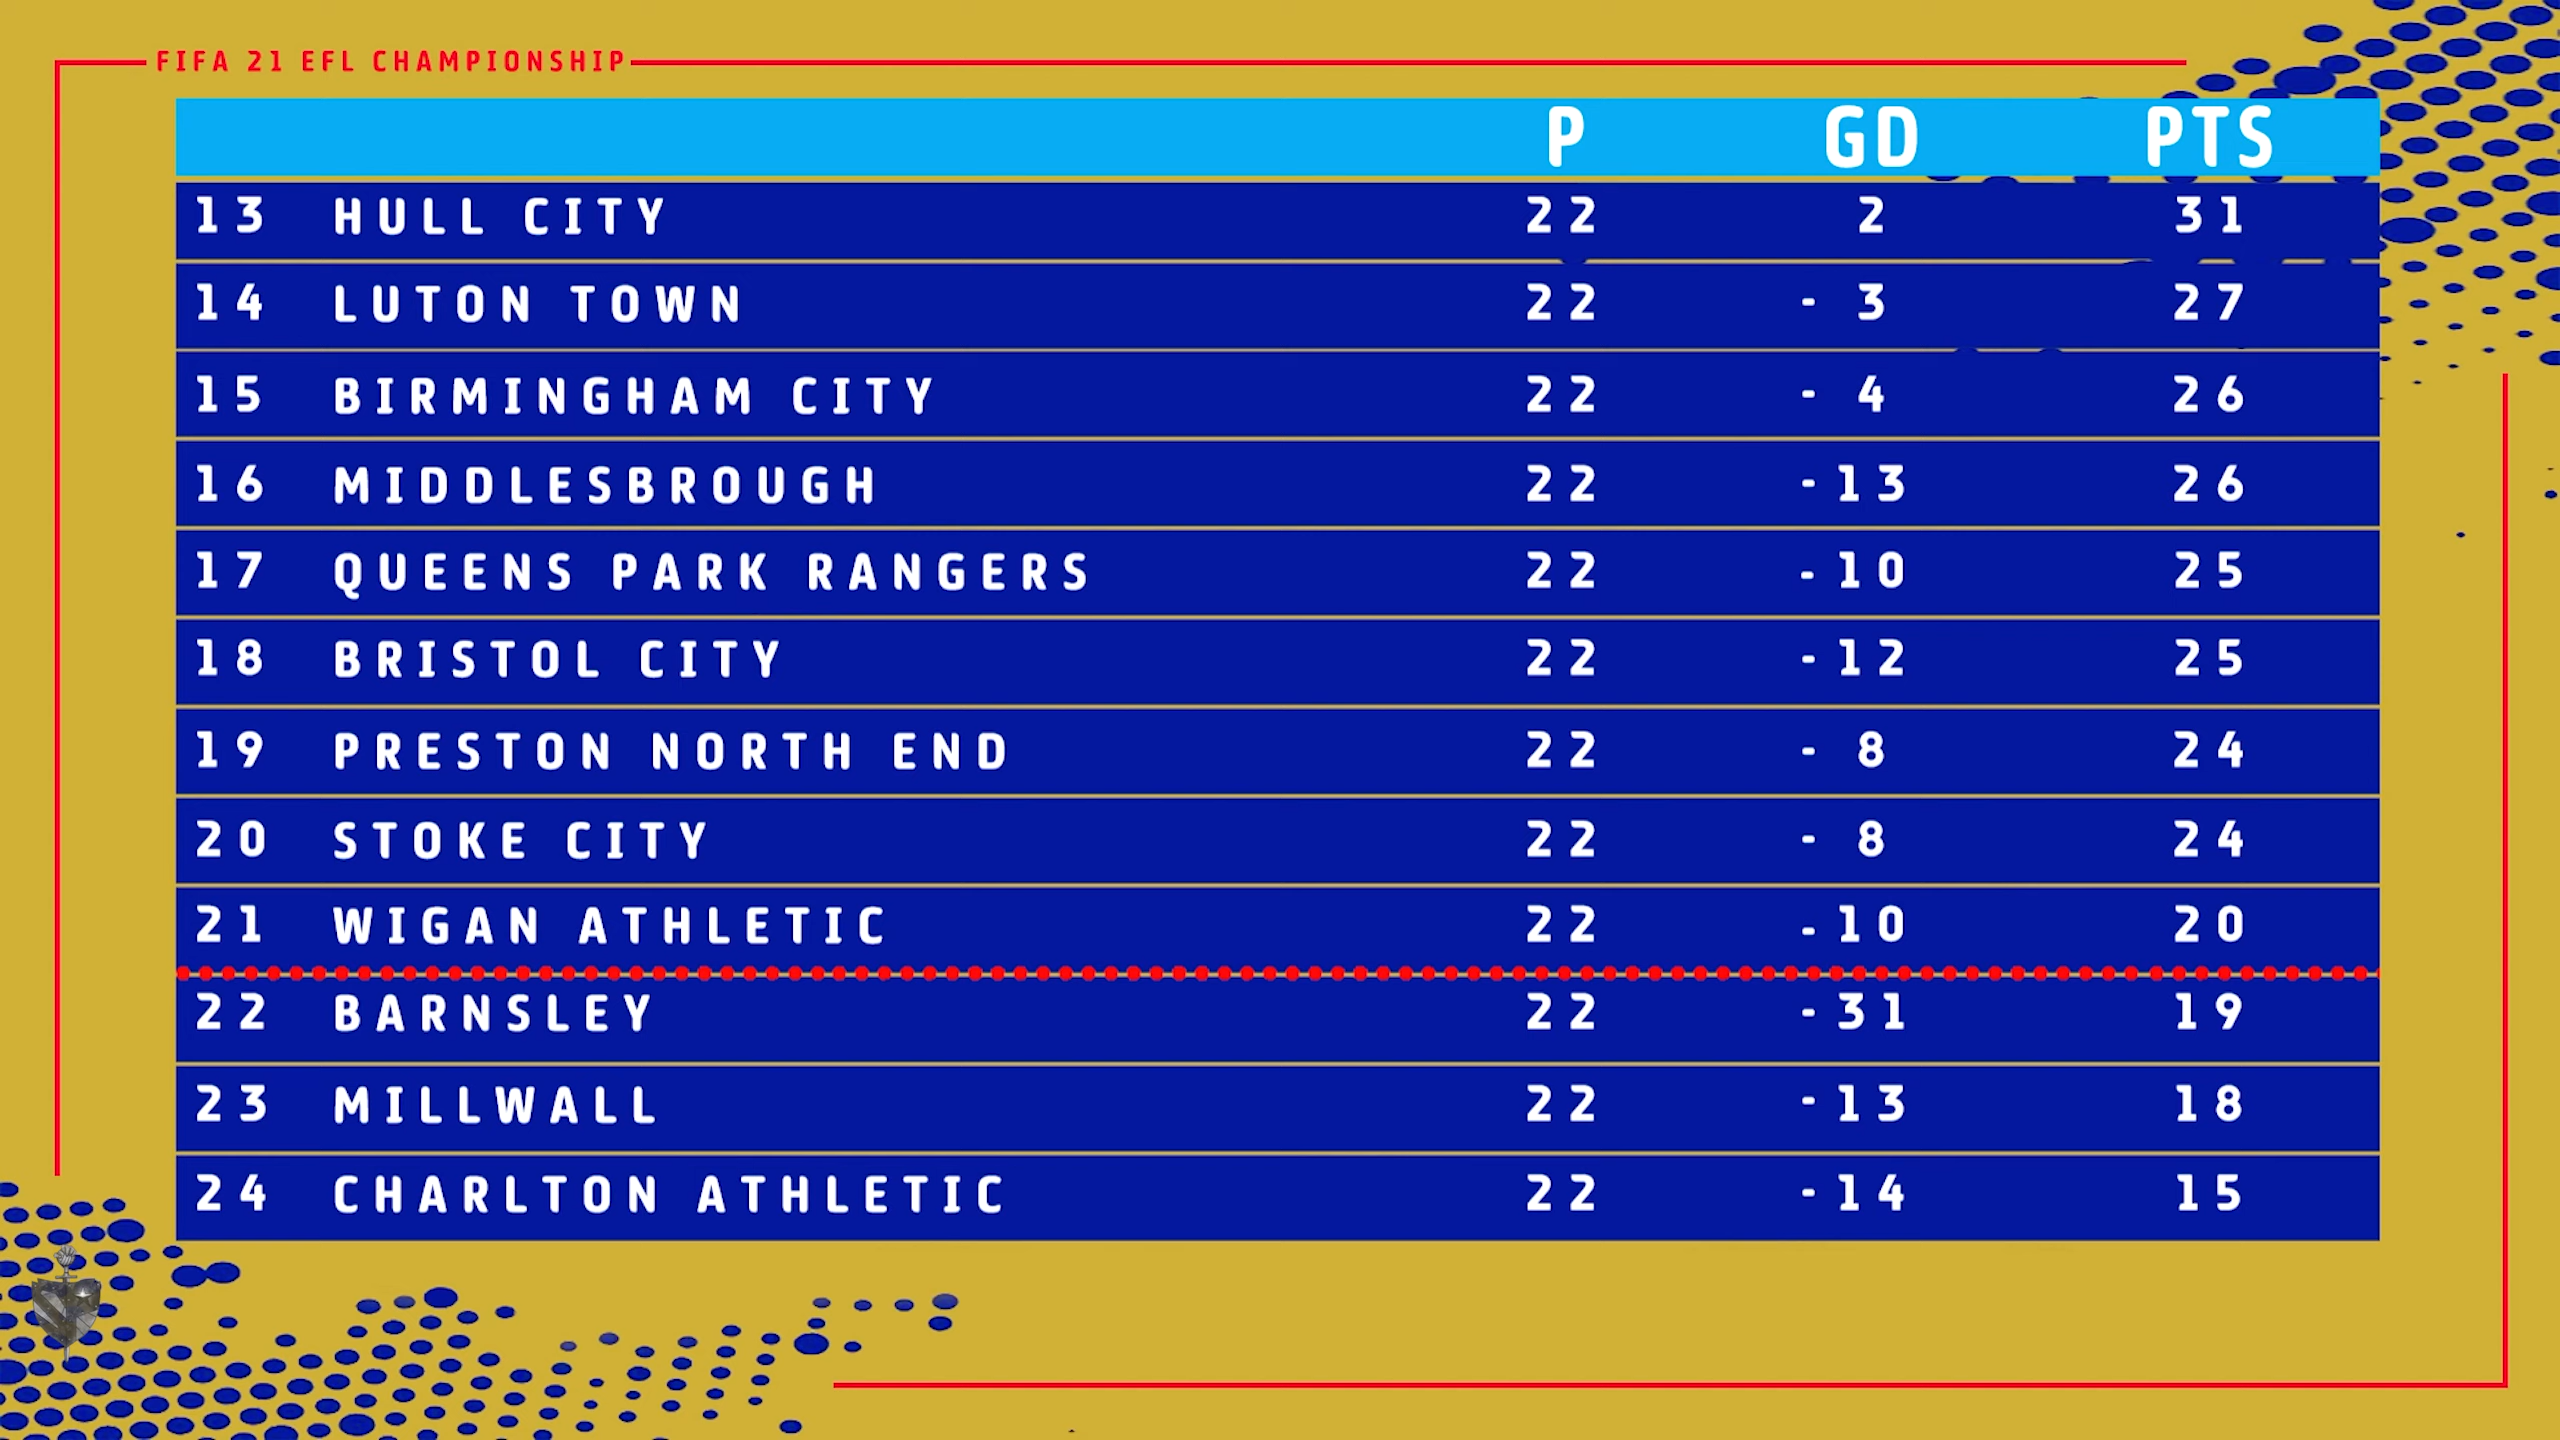 FIFA 21 EFL CHAMPIONSHIP
P GD PTS
13 HULL CITY 22 2 31
14 LUTON TOWN 22 - 3 27
15 BIRMINGHAM CITY 22 - 4 26
16 MIDDLESBROUGH 22 -13 26
17 QUEENS PARK RANGERS 22 -10 25
18 BRISTOL CITY 22 -12 25
19 PRESTON NORTH END 22 - 8 24
20 STOKE CITY 22 - 8 24
21 WIGAN ATHLETIC 22 -10 20
22 BARNSLEY 22 -31 19
23 MILLWALL 22 -13 18
24 CHARLTON ATHLETIC 22 -14 15